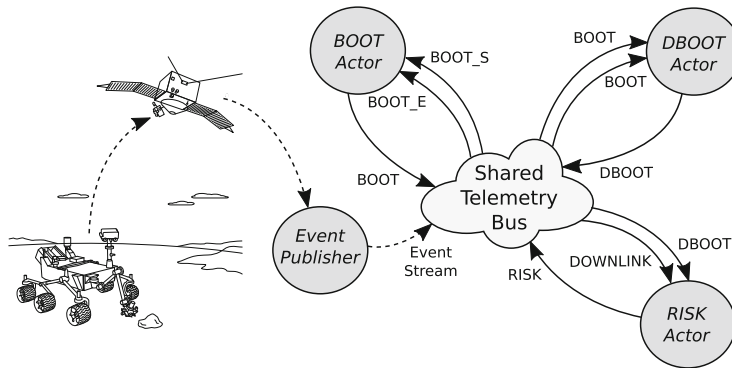 BOOT
Actor
BOOT_S
BOOT_E
BOOT
BOOT
BOOT
DBOOT
Actor
DBOOT
Shared
Telemetry
Bus
Event
Publisher
Event
Stream
RISK
DOWNLINK
DBOOT
RISK
Actor